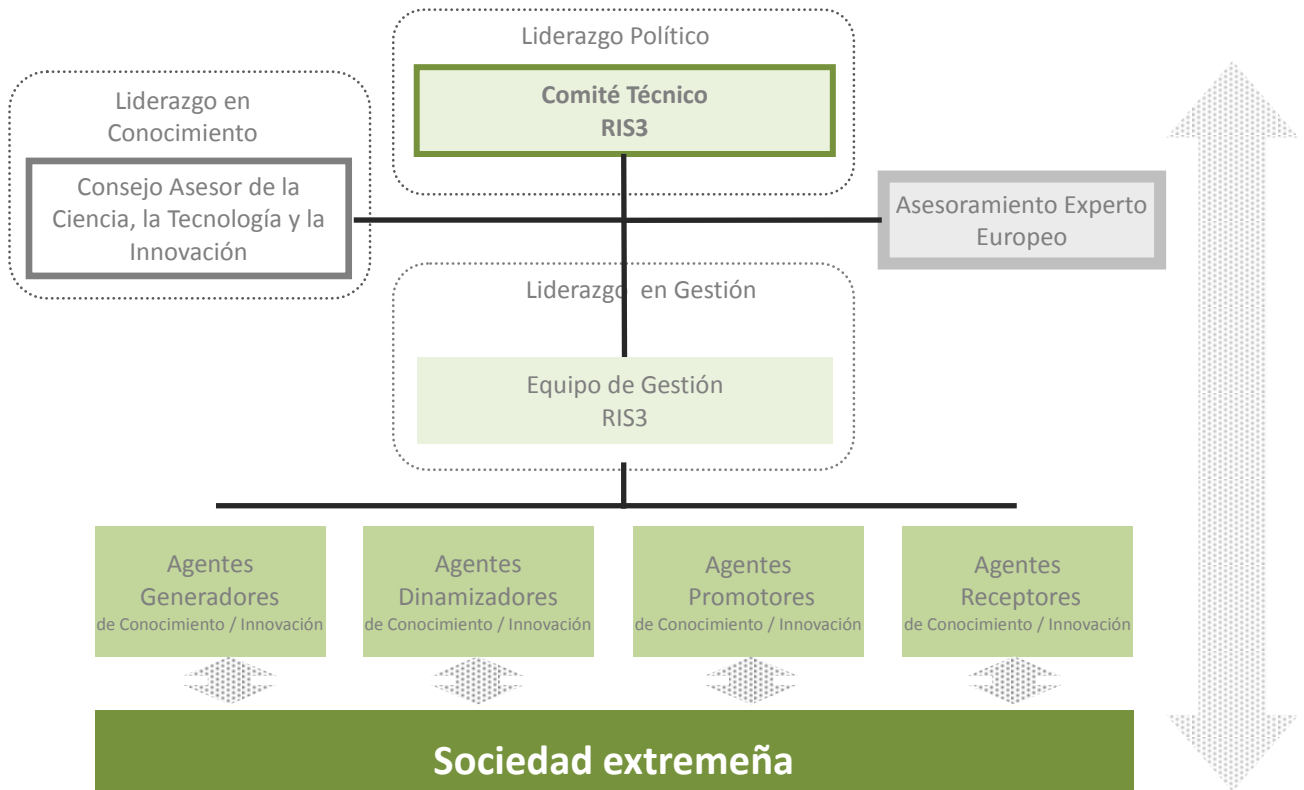 Liderazgo Político
Comité Técnico
RIS3
Liderazgo en
Conocimiento
Consejo Asesor de la
Ciencia, la Tecnología y la
Innovación
Asesoramiento Experto
Europeo
Liderazgo en Gestión
Equipo de Gestión
RIS3
Agentes
Generadores
de Conocimiento / Innovación
Agentes
Dinamizadores
de Conocimiento / Innovación
Agentes
Promotores
de Conocimiento / Innovación
Agentes
Receptores
de Conocimiento / Innovación
Sociedad extremeña